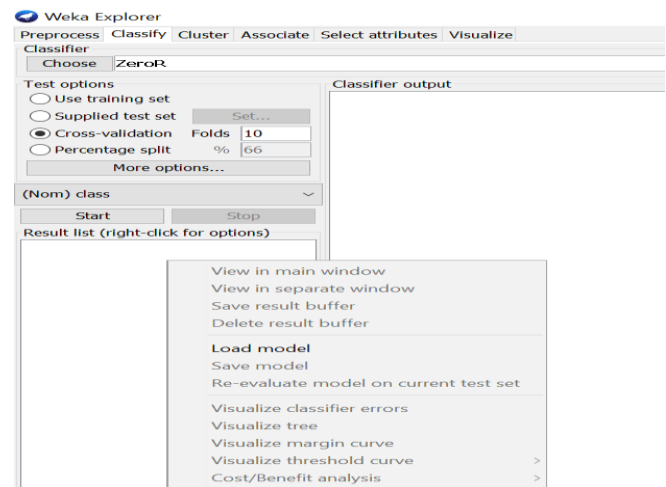 Weka Explorer
Preprocess Classify Cluster Associate Select attributes Visualize
Classifier
Choose ZeroR
Test options
Use training set
Supplied test set Set...
Cross-validation Folds 10
Percentage split % 66
More options...
(Nom) class
Start Stop
Result list (right-click for options)
Classifier output
View in main window
View in separate window
Save result buffer
Delete result buffer
Load model
Save model
Re-evaluate model on current test set
Visualize classifier errors
Visualize tree
Visualize margin curve
Visualize threshold curve >
Cost/Benefit analysis >